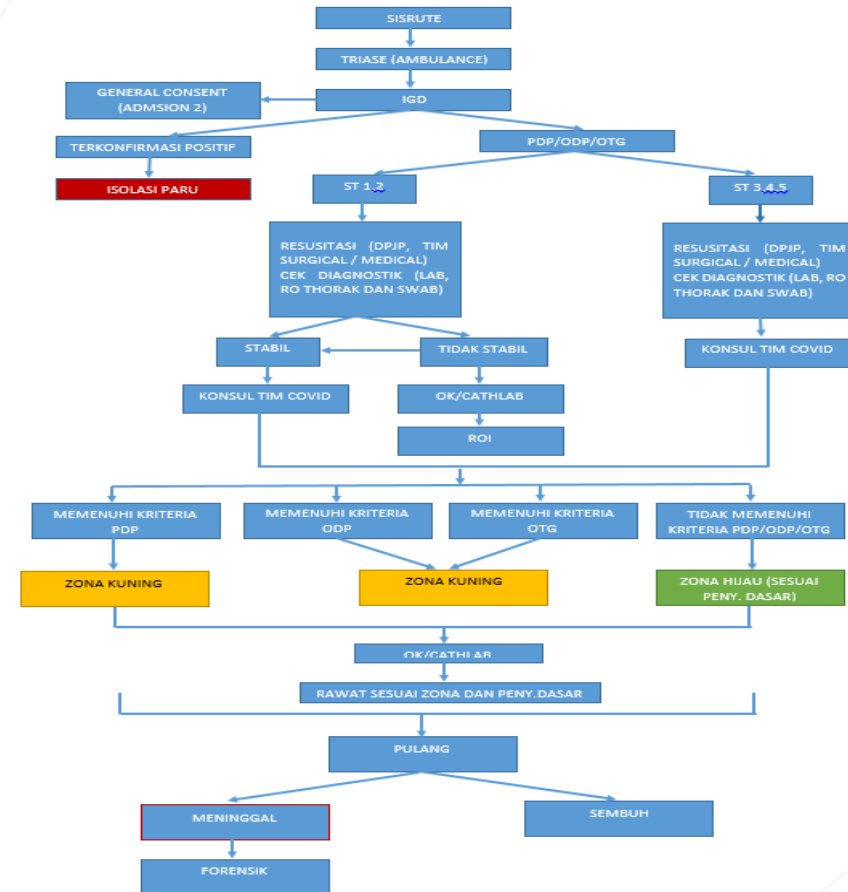 SISRUTE
TRIASE (AMBULANCE)
GENERAL CONSENT
(ADMSION 2)
IGD
TERKONFIRMASI POSITIF
PDP/ODP/OTG
ISOLASI PARU
ST 1,2
ST 3,4,5
RESUSITASI (DPJP, TIM
SURGICAL / MEDICAL)
CEK DIAGNOSTIK (LAB,
RO THORAK DAN SWAB)
RESUSITASI (DPJP, TIM
SURGICAL / MEDICAL)
CEK DIAGNOSTIK (LAB, RO
THORAK DAN SWAB)
STABIL
TIDAK STABIL
KONSUL TIM COVID
KONSUL TIM COVID
OK/CATHLAB
ROI
MEMENUHI KRITERIA
PDP
MEMENUHI KRITERIA
ODP
MEMENUHI KRITERIA
OTG
TIDAK MEMENUHI
KRITERIA PDP/ODP/OTG
ZONA KUNING
ZONA KUNING
ZONA HIJAU (SESUAI
PENY. DASAR)
OK/CATHLAB
RAWAT SESUAI ZONA DAN PENY.DASAR
PULANG
MENINGGAL
SEMBUH
FORENSIK